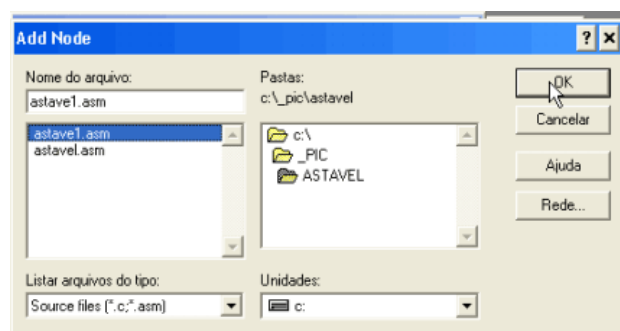 Add Node
Nome do arquivo:
astave1.asm
astave1.asm
astavel.asm
Listar arquivos do tipo:
Source files (*.c;*.asm)
Pastas:
c:\_pic\astavel
c:\
_PIC
ASTAVEL
Unidades:
c:
OK
Cancelar
Ajuda
Rede...